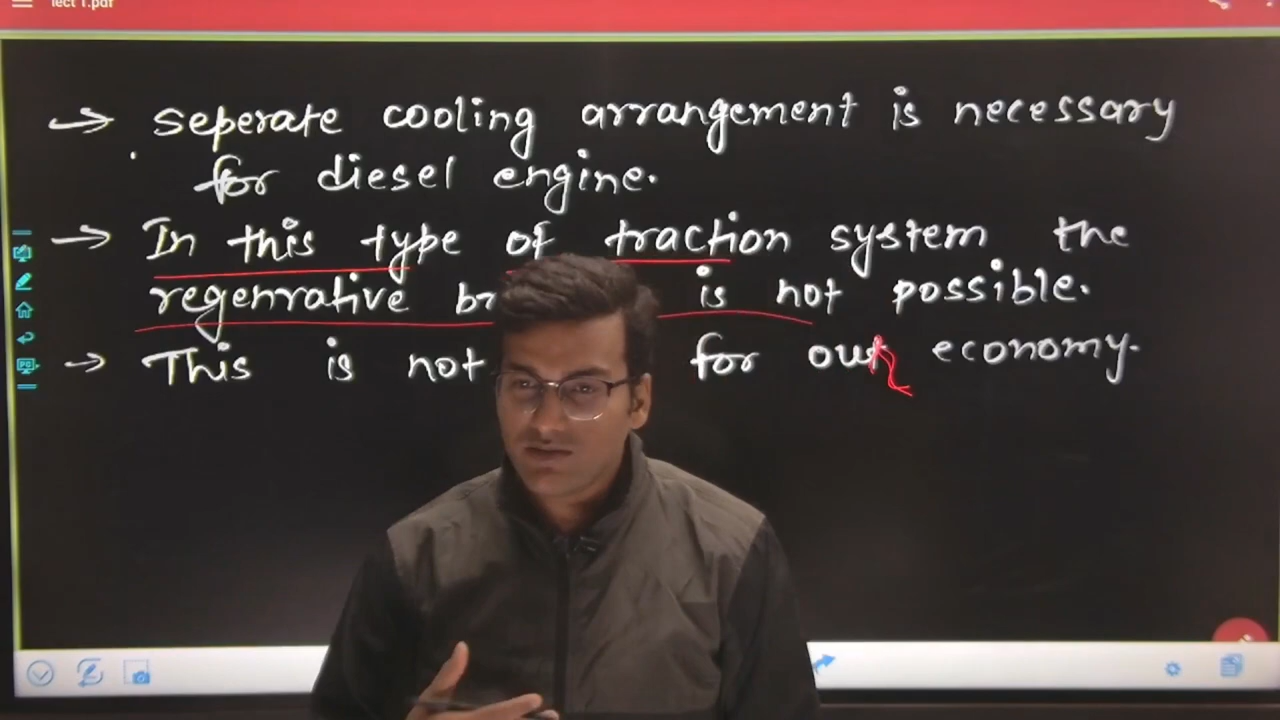 lect 1.pdf
→ seperate cooling arrangement is necessary
for diesel engine.
→ In this type of traction system the
regenrative br is not possible.
→ This is not for our economy.